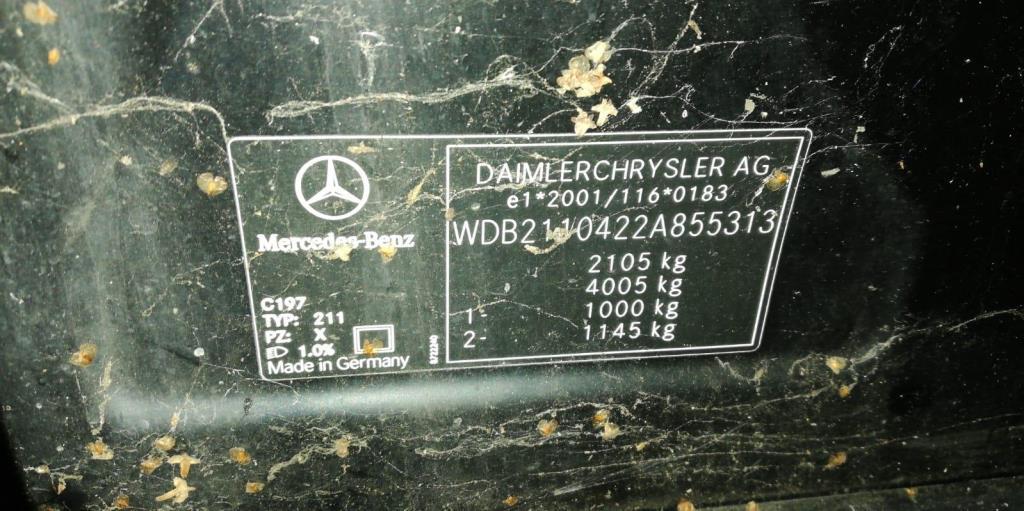 Mercedes-Benz
C197
TYP: 211
PZ: X
1.0%
Made in Germany
DAIMLERCHRYSLER AG
e1*2001/116*0183
WDB2110422A855313
2105 kg
4005 kg
1- 1000 kg
2- 1145 kg